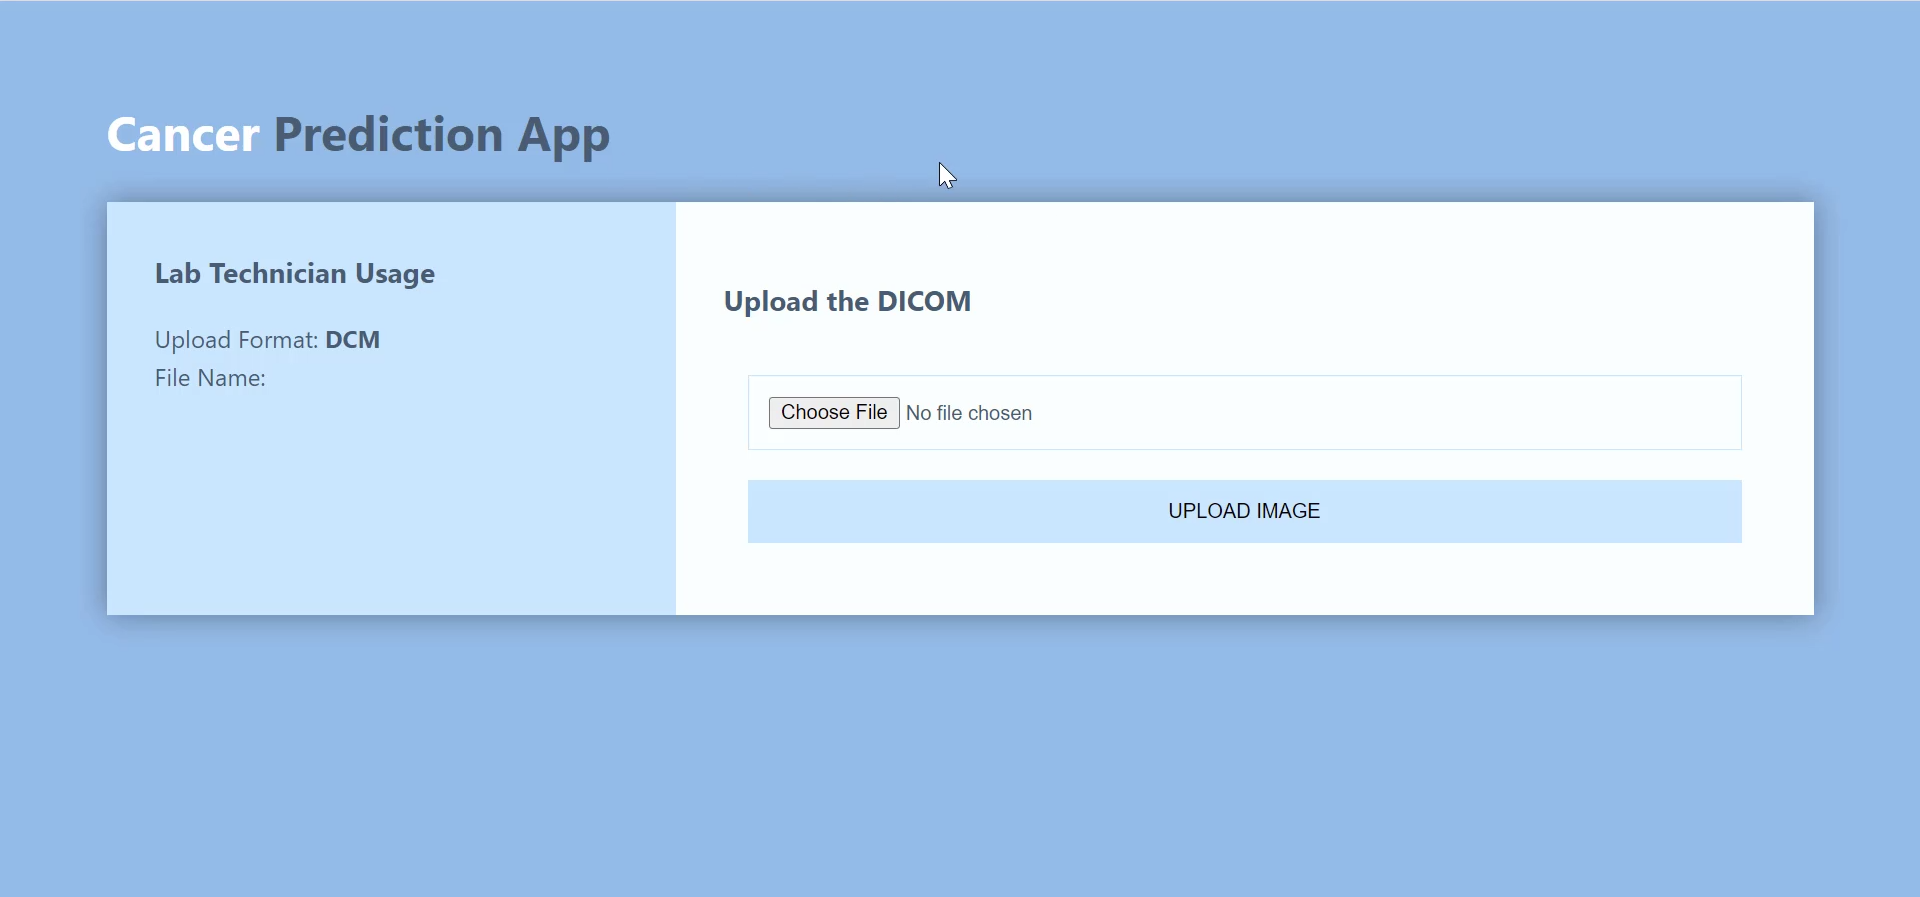 Cancer Prediction App
Lab Technician Usage
Upload Format: DCM
File Name:
Upload the DICOM
Choose File No file chosen
UPLOAD IMAGE